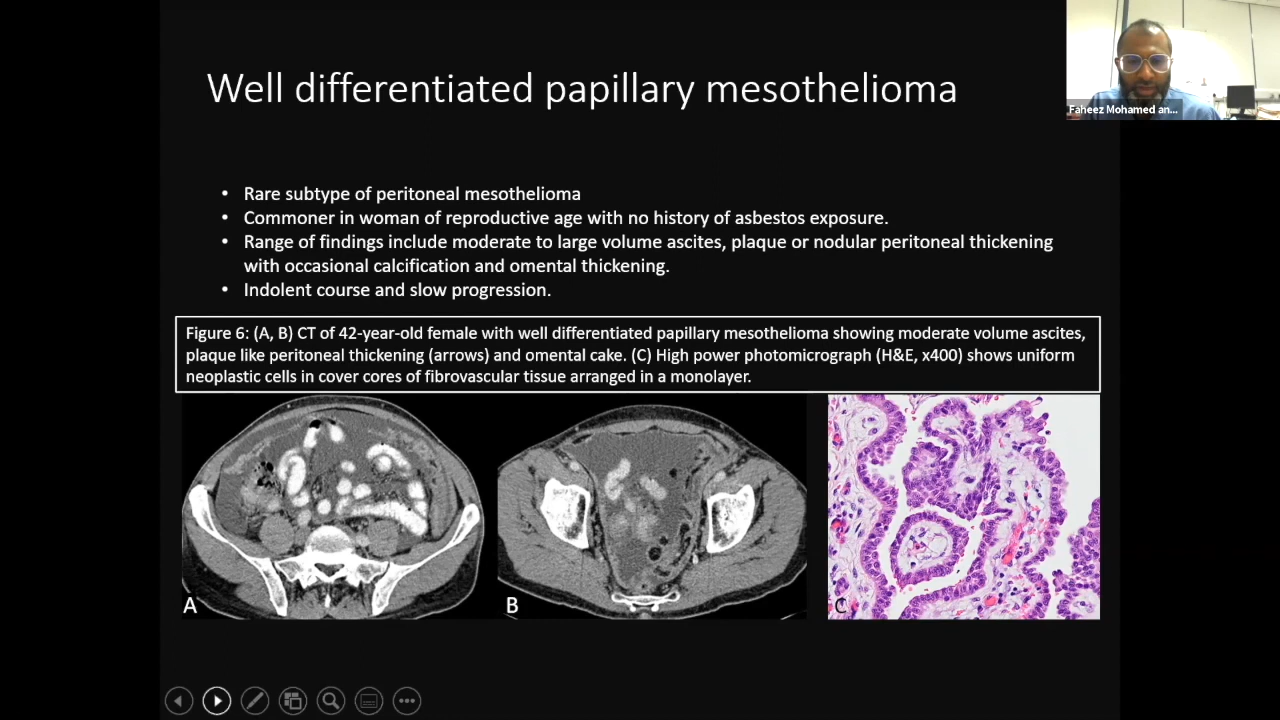 Well differentiated papillary mesothelioma
Faheez Mohamed an...
• Rare subtype of peritoneal mesothelioma
• Commoner in woman of reproductive age with no history of asbestos exposure.
• Range of findings include moderate to large volume ascites, plaque or nodular peritoneal thickening
with occasional calcification and omental thickening.
• Indolent course and slow progression.
Figure 6: (A, B) CT of 42-year-old female with well differentiated papillary mesothelioma showing moderate volume ascites,
plaque like peritoneal thickening (arrows) and omental cake. (C) High power photomicrograph (H&E, x400) shows uniform
neoplastic cells in cover cores of fibrovascular tissue arranged in a monolayer.
A
B
C